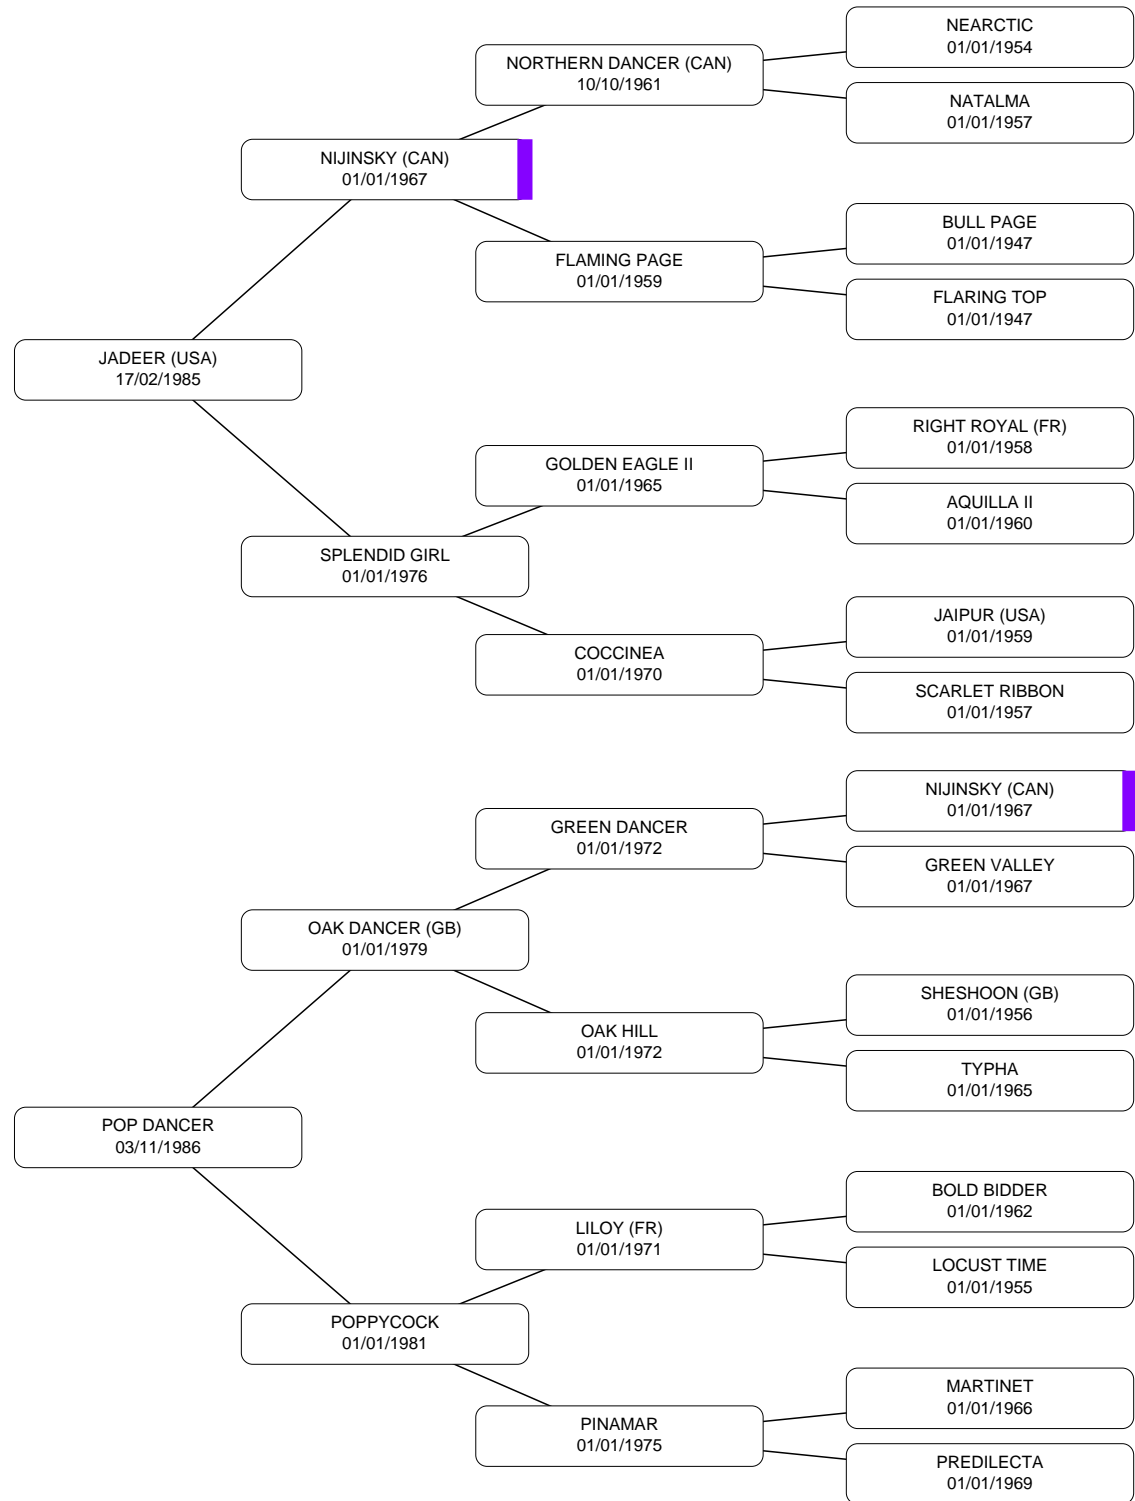 NEARCTIC
01/01/1954
NORTHERN DANCER (CAN)
10/10/1961
NATALMA
01/01/1957
NIJINSKY (CAN)
01/01/1967
BULL PAGE
01/01/1947
FLAMING PAGE
01/01/1959
FLARING TOP
01/01/1947
JADEER (USA)
17/02/1985
RIGHT ROYAL (FR)
01/01/1958
GOLDEN EAGLE II
01/01/1965
AQUILLA II
01/01/1960
SPLENDID GIRL
01/01/1976
JAIPUR (USA)
01/01/1959
COCCINEA
01/01/1970
SCARLET RIBBON
01/01/1957
NIJINSKY (CAN)
01/01/1967
GREEN DANCER
01/01/1972
GREEN VALLEY
01/01/1967
OAK DANCER (GB)
01/01/1979
SHESHOON (GB)
01/01/1956
OAK HILL
01/01/1972
TYPHA
01/01/1965
POP DANCER
03/11/1986
BOLD BIDDER
01/01/1962
LILOY (FR)
01/01/1971
LOCUST TIME
01/01/1955
POPPYCOCK
01/01/1981
MARTINET
01/01/1966
PINAMAR
01/01/1975
PREDILECTA
01/01/1969